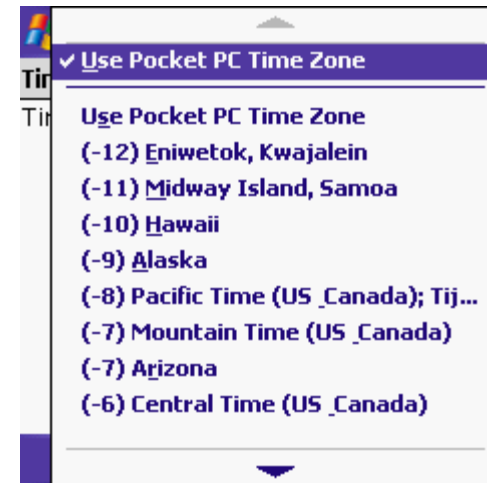 Use Pocket PC Time Zone
Tir
Tir
Use Pocket PC Time Zone
(-12) Eniwetok, Kwajalein
(-11) Midway Island, Samoa
(-10) Hawaii
(-9) Alaska
(-8) Pacific Time (US _Canada); Tij...
(-7) Mountain Time (US _Canada)
(-7) Arizona
(-6) Central Time (US _Canada)